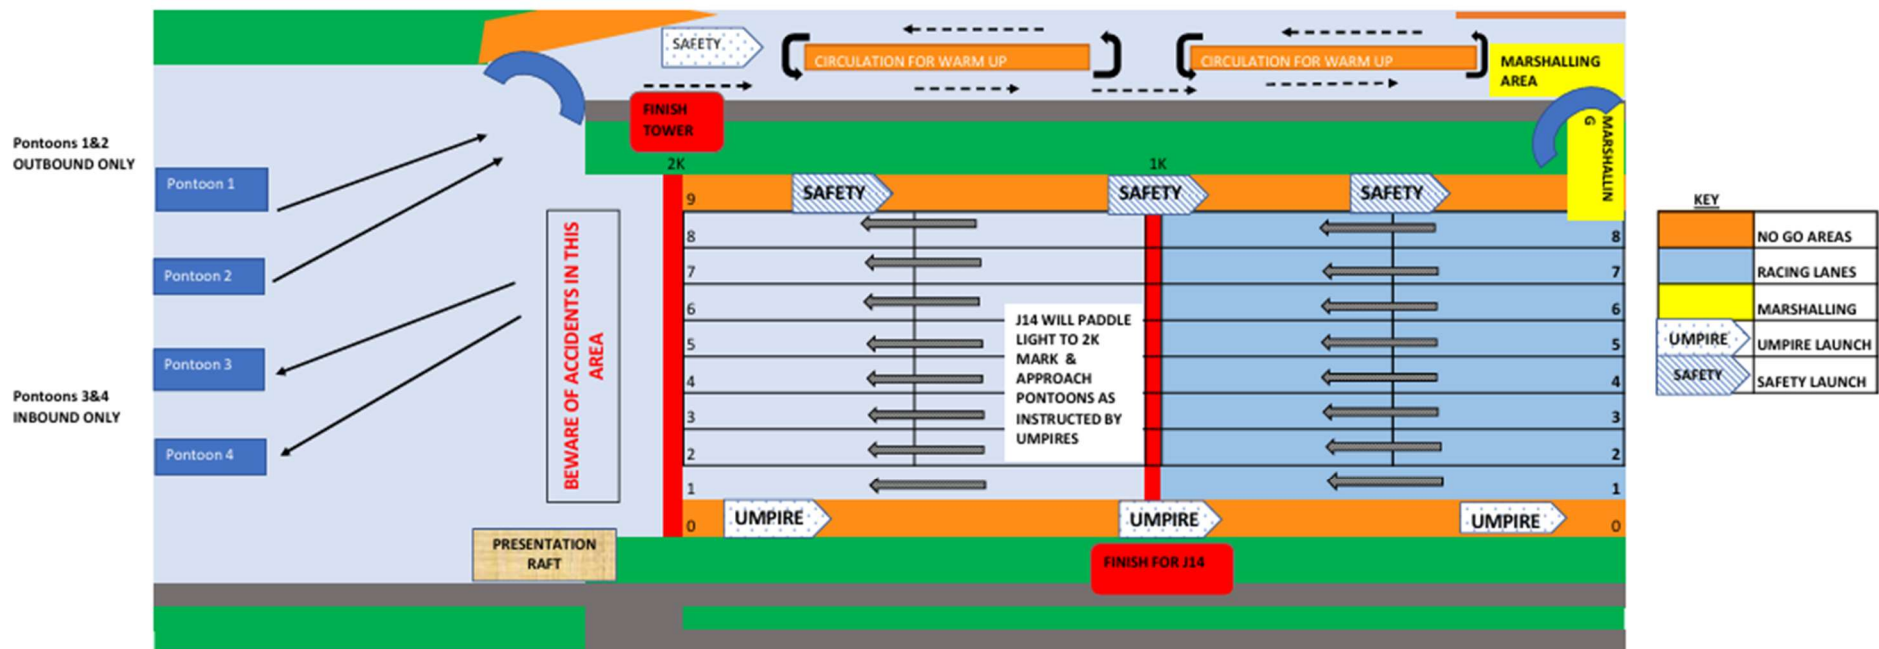 SAFETY
CIRCULATION FOR WARM UP
CIRCULATION FOR WARM UP
MARSHALLING
AREA
FINISH
TOWER
MARSHALLIN
G
Pontoons 1&2
OUTBOUND ONLY
2K
1K
Pontoon 1
9
SAFETY
SAFETY
SAFETY
KEY
8
8
NO GO AREAS
Pontoon 2
7
7
RACING LANES
6
6
MARSHALLING
BEWARE OF ACCIDENTS IN THIS
AREA
J14 WILL PADDLE
LIGHT TO 2K
MARK &
APPROACH
PONTOONS AS
INSTRUCTED BY
UMPIRES
5
5
UMPIRE
UMPIRE LAUNCH
Pontoon 3
4
4
SAFETY
SAFETY LAUNCH
Pontoons 3&4
INBOUND ONLY
3
3
Pontoon 4
2
2
1
1
0
UMPIRE
UMPIRE
UMPIRE
0
PRESENTATION
RAFT
FINISH FOR J14